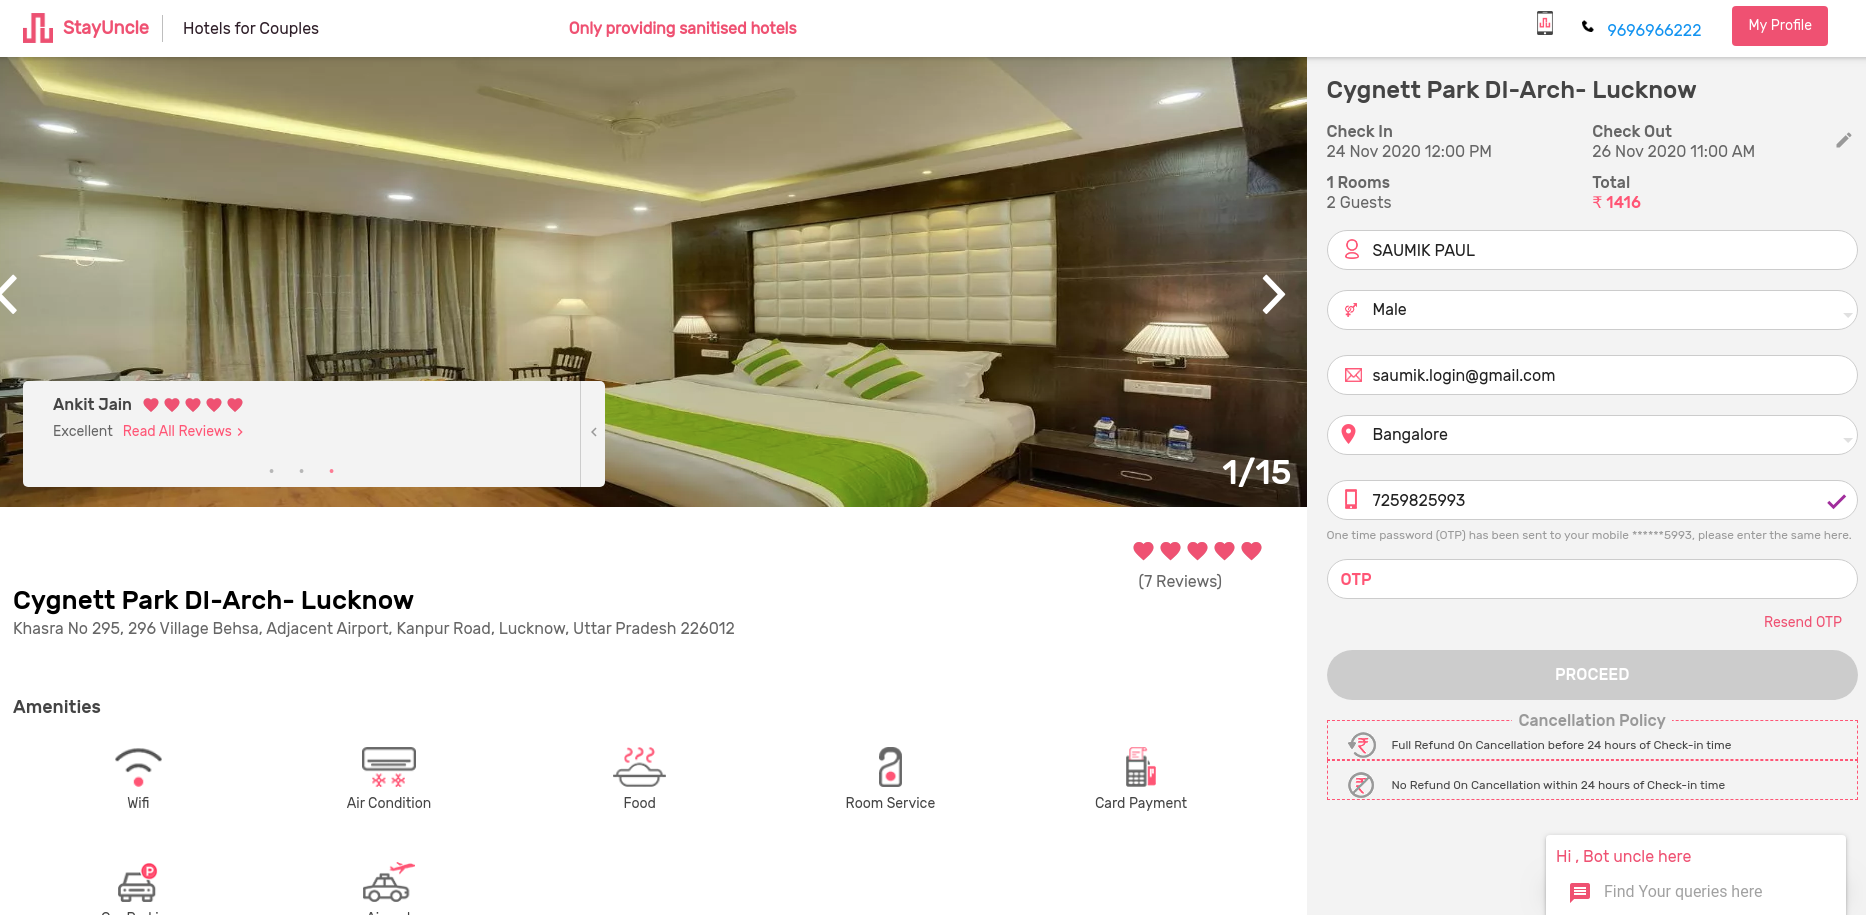 StayUncle
Hotels for Couples
Only providing sanitised hotels
9696966222
My Profile
Ankit Jain
Excellent Read All Reviews >
1/15
(7 Reviews)
Cygnett Park DI-Arch- Lucknow
Khasra No 295, 296 Village Behsa, Adjacent Airport, Kanpur Road, Lucknow, Uttar Pradesh 226012
Amenities
Wifi
Air Condition
Food
Room Service
Card Payment
P
Cygnett Park DI-Arch- Lucknow
Check In
24 Nov 2020 12:00 PM
Check Out
26 Nov 2020 11:00 AM
1 Rooms
2 Guests
Total
₹ 1416
SAUMIK PAUL
Male
saumik.login@gmail.com
Bangalore
7259825993
One time password (OTP) has been sent to your mobile ******5993, please enter the same here.
OTP
Resend OTP
PROCEED
Cancellation Policy
Full Refund On Cancellation before 24 hours of Check-in time
No Refund On Cancellation within 24 hours of Check-in time
Hi , Bot uncle here
Find Your queries here